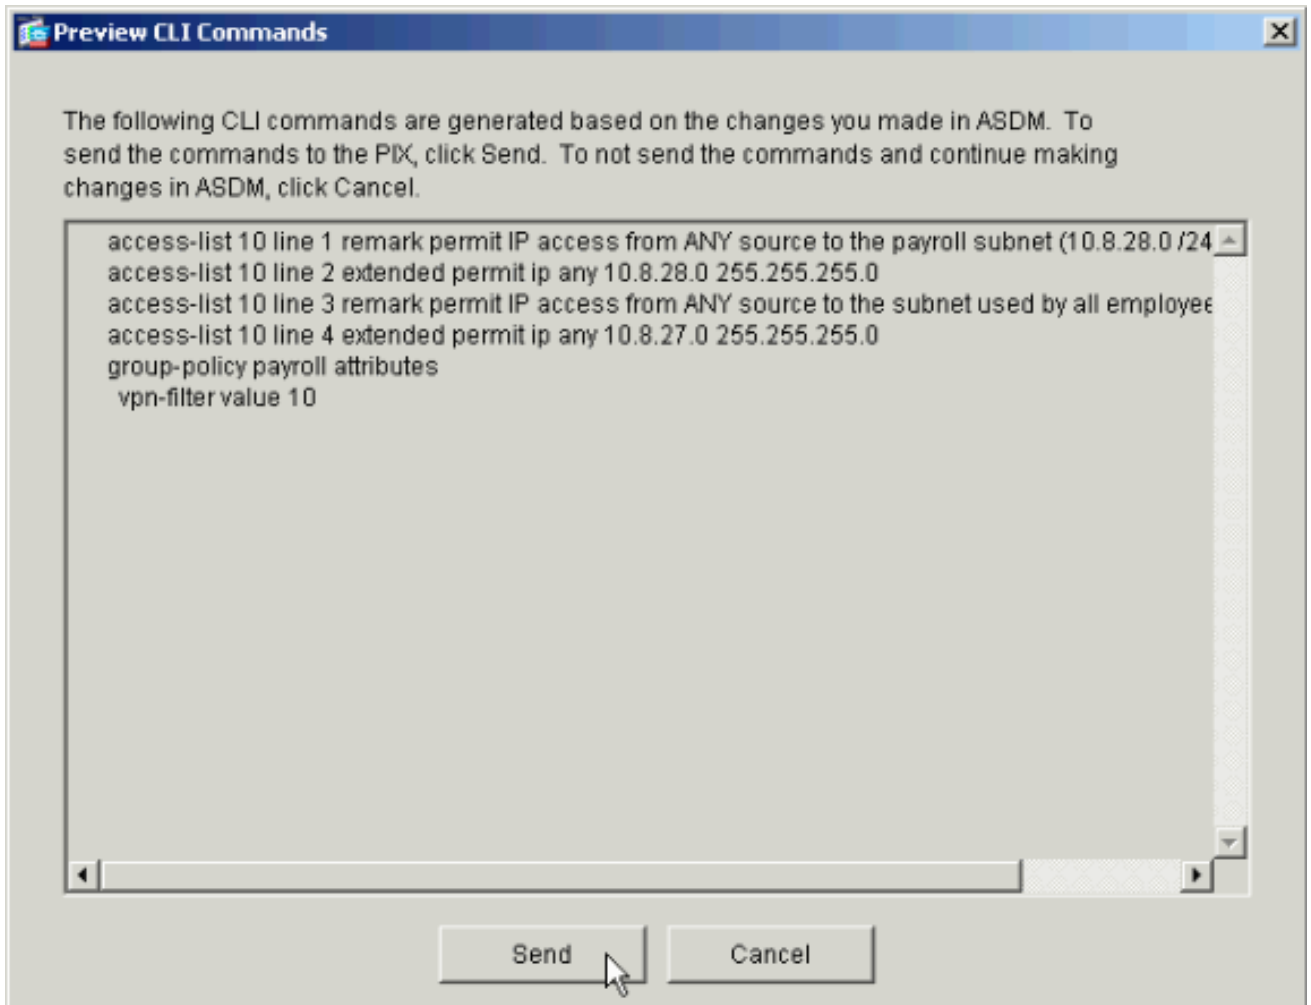 Preview CLI Commands
The following CLI commands are generated based on the changes you made in ASDM. To
send the commands to the PIX, click Send. To not send the commands and continue making
changes in ASDM, click Cancel.
access-list 10 line 1 remark permit IP access from ANY source to the payroll subnet (10.8.28.0 /24
access-list 10 line 2 extended permit ip any 10.8.28.0 255.255.255.0
access-list 10 line 3 remark permit IP access from ANY source to the subnet used by all employee
access-list 10 line 4 extended permit ip any 10.8.27.0 255.255.255.0
group-policy payroll attributes
vpn-filter value 10
Send
Cancel